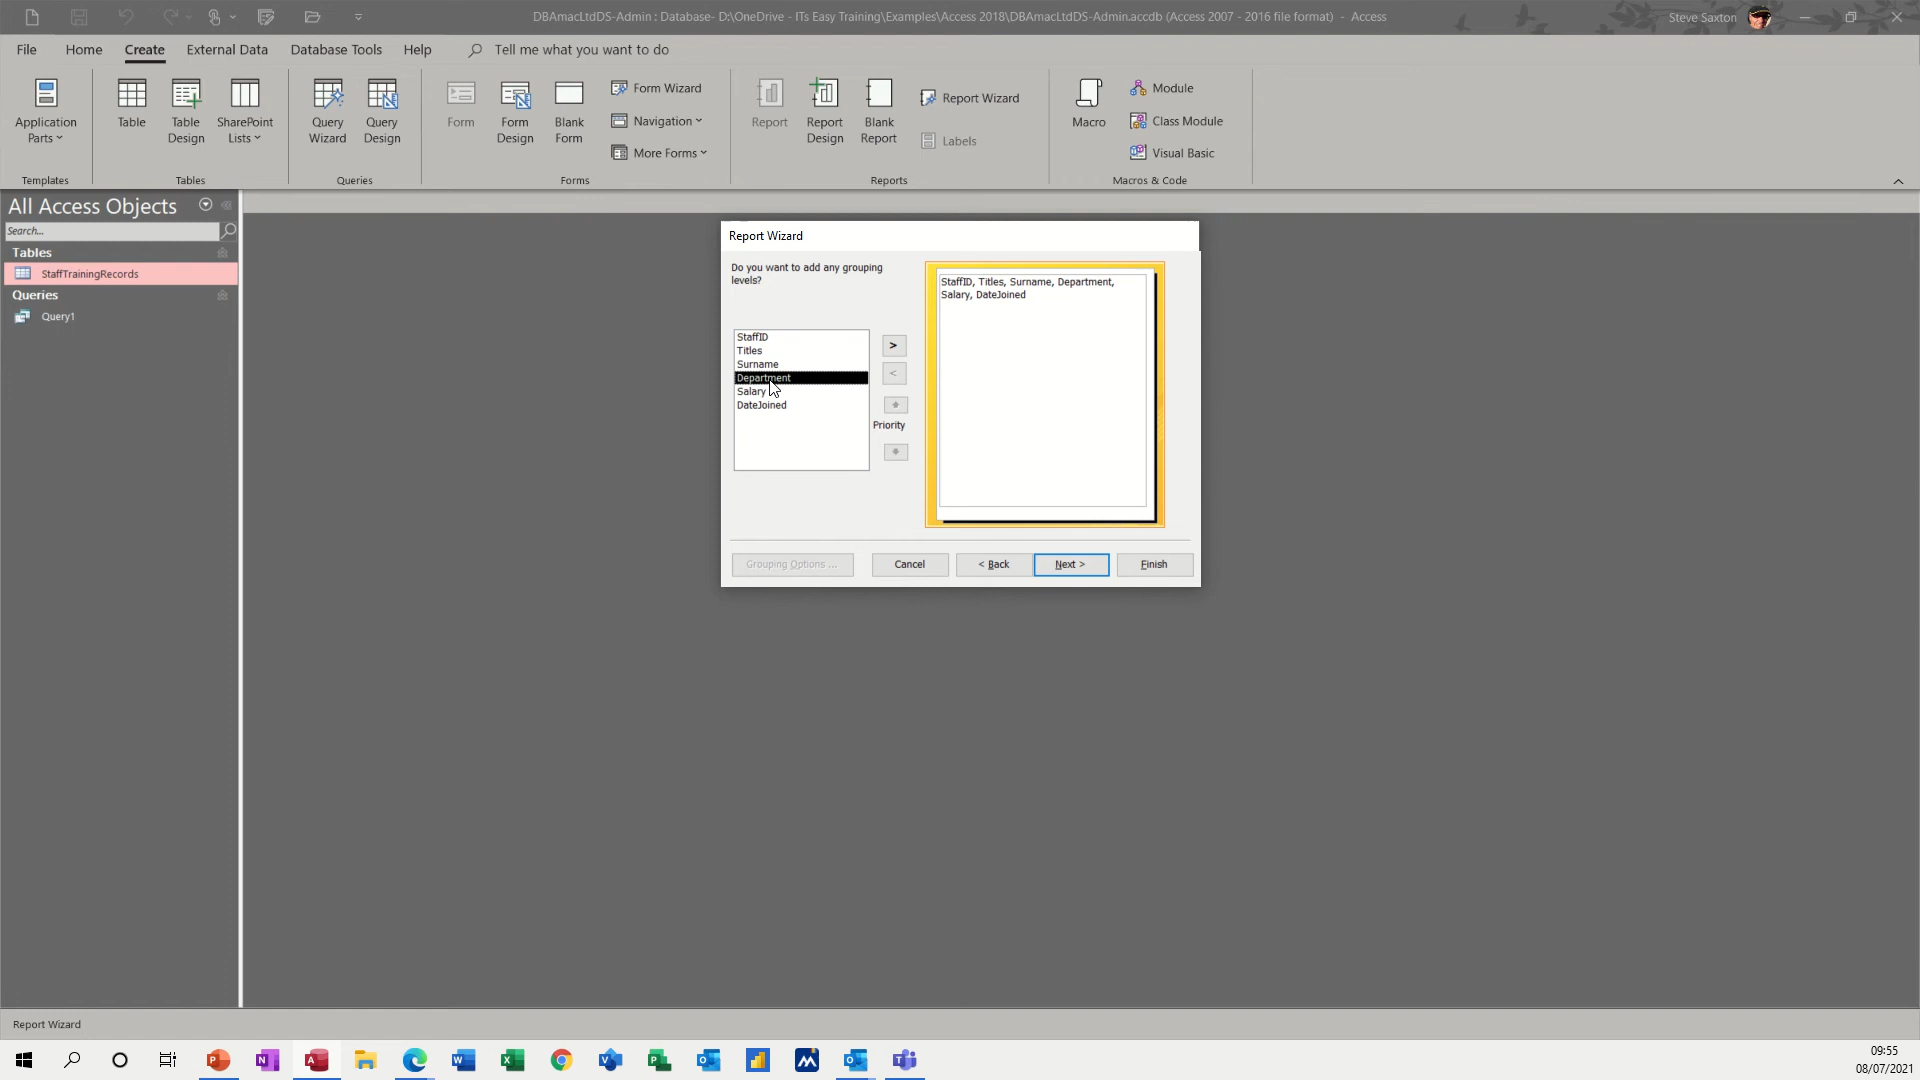 DBAmacLtdDS-Admin : Database- D:\OneDrive - ITs Easy Training\Examples\Access 2018\DBAmacLtdDS-Admin.accdb (Access 2007 - 2016 file format)  -  Access
Steve Saxton
File Home Create External Data Database Tools Help Tell me what you want to do
Application Parts
Table
Table Design
SharePoint Lists
Query Wizard
Query Design
Form
Form Design
Blank Form
Form Wizard
Navigation
More Forms
Report
Report Design
Blank Report
Report Wizard
Labels
Macro
Module
Class Module
Visual Basic
Templates Tables Queries Forms Reports Macros & Code
All Access Objects
Search...
Tables
StaffTrainingRecords
Queries
Query1
Report Wizard
Do you want to add any grouping
levels?
StaffID
Titles
Surname
Department
Salary
DateJoined
>
<
Priority
StaffID, Titles, Surname, Department,
Salary, DateJoined
Grouping Options ... Cancel < Back Next > Finish
Report Wizard
09:55
08/07/2021